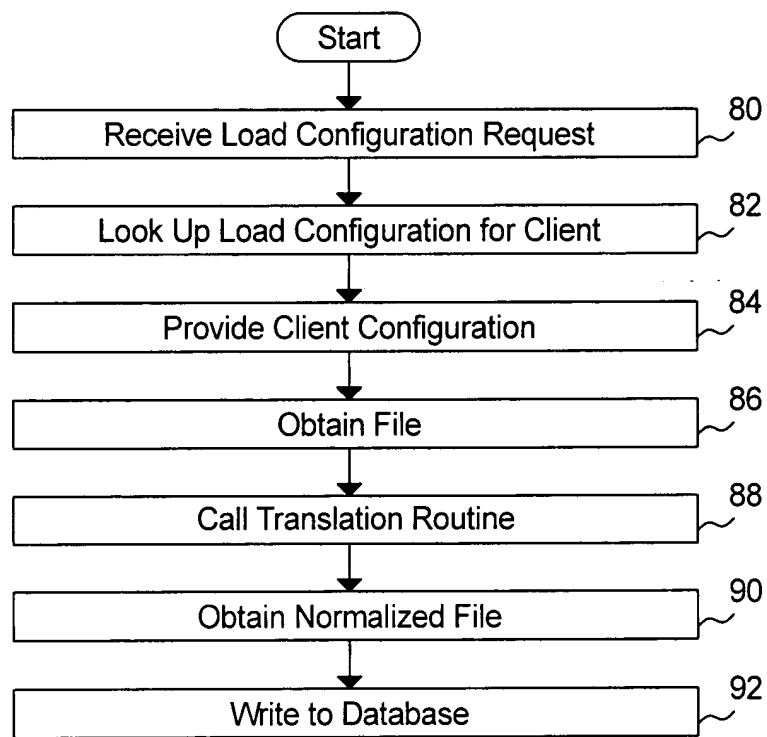 Start
80
Receive Load Configuration Request
82
Look Up Load Configuration for Client
84
Provide Client Configuration
86
Obtain File
88
Call Translation Routine
90
Obtain Normalized File
92
Write to Database